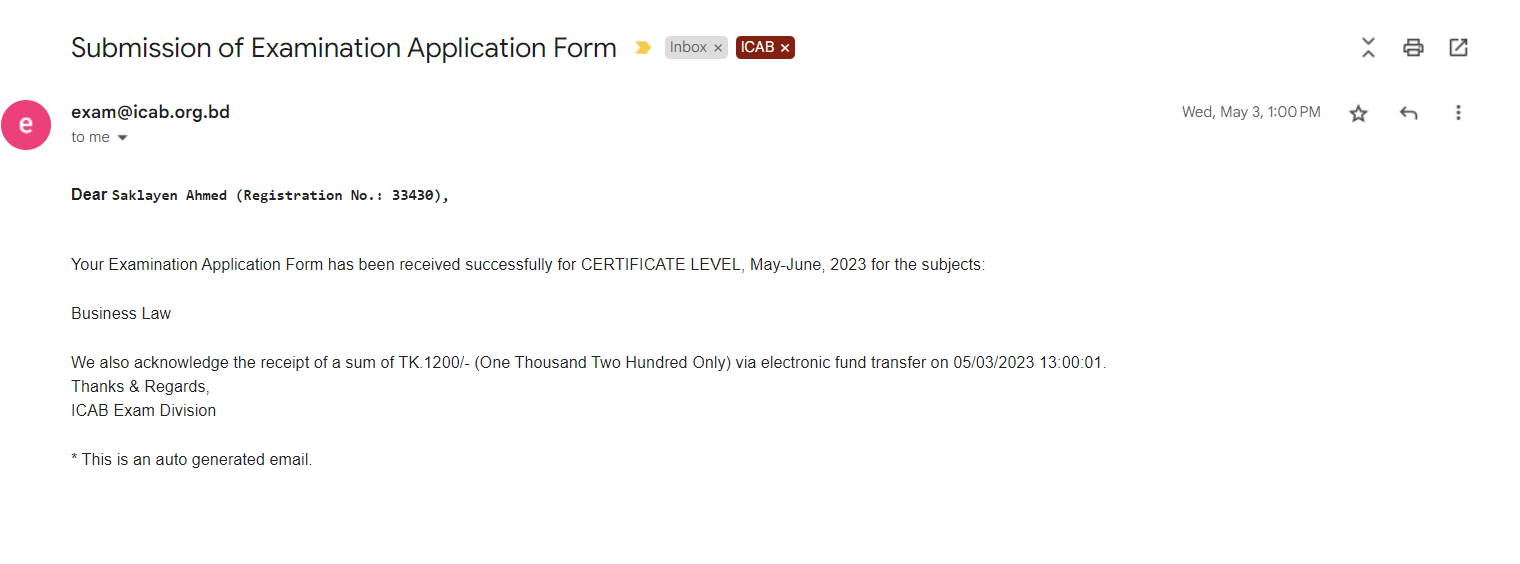 Submission of Examination Application Form Inbox × ICAB ×
e
exam@icab.org.bd Wed, May 3, 1:00 PM
to me
Dear Saklayen Ahmed (Registration No.: 33430),
Your Examination Application Form has been received successfully for CERTIFICATE LEVEL, May-June, 2023 for the subjects:
Business Law
We also acknowledge the receipt of a sum of TK.1200/- (One Thousand Two Hundred Only) via electronic fund transfer on 05/03/2023 13:00:01.
Thanks & Regards,
ICAB Exam Division
* This is an auto generated email.